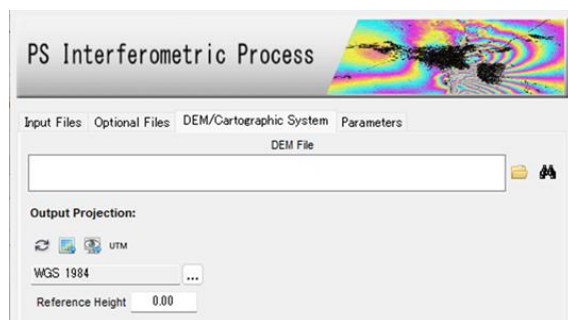 PS Interferometric Process
Input Files Optional Files DEM/Cartographic System Parameters
DEM File
Output Projection:
UTM
WGS 1984 ...
Reference Height 0.00